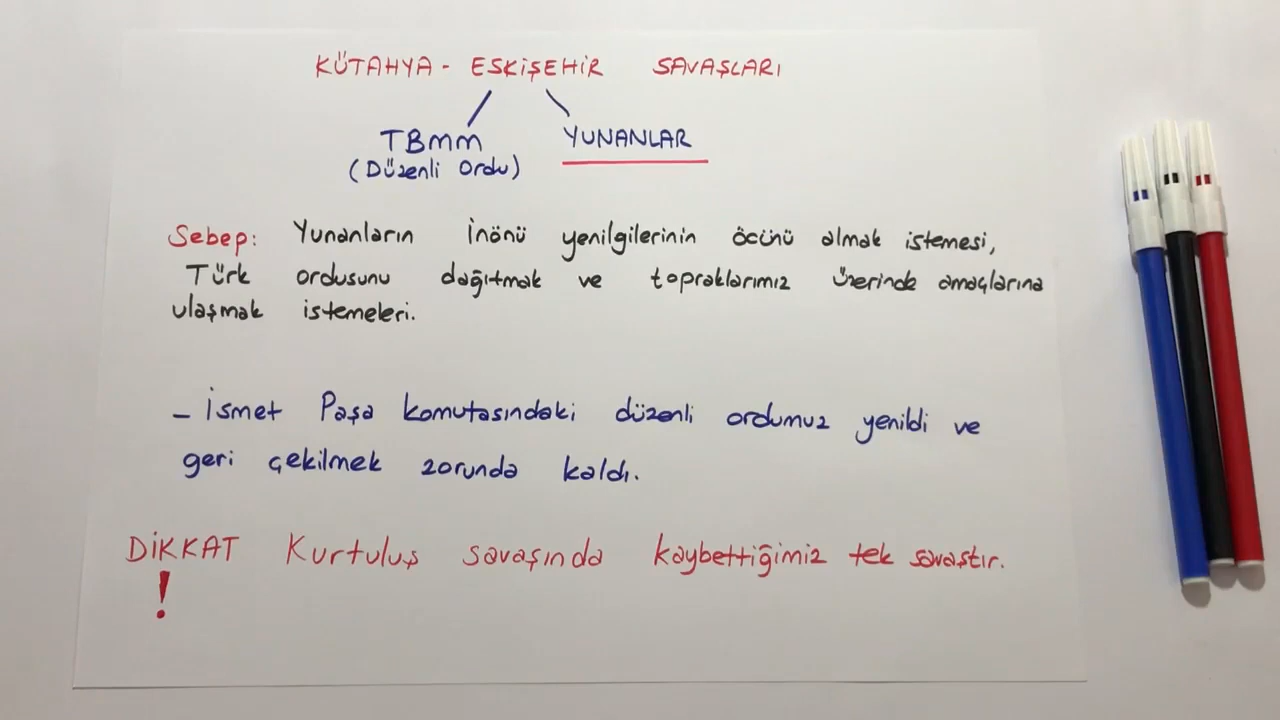 KÜTAHYA - ESKİŞEHİR SAVAŞLARI
TBMM YUNANLAR
(Düzenli Ordu)
Sebep: Yunanların İnönü yenilgilerinin öcünü almak istemesi,
Türk ordusunu dağıtmak ve topraklarımız üzerinde amaçlarına
ulaşmak istemeleri.
- İsmet Paşa komutasındaki düzenli ordumuz yenildi ve
geri çekilmek zorunda kaldı.
DİKKAT Kurtuluş savaşında kaybettiğimiz tek savaştır.
!